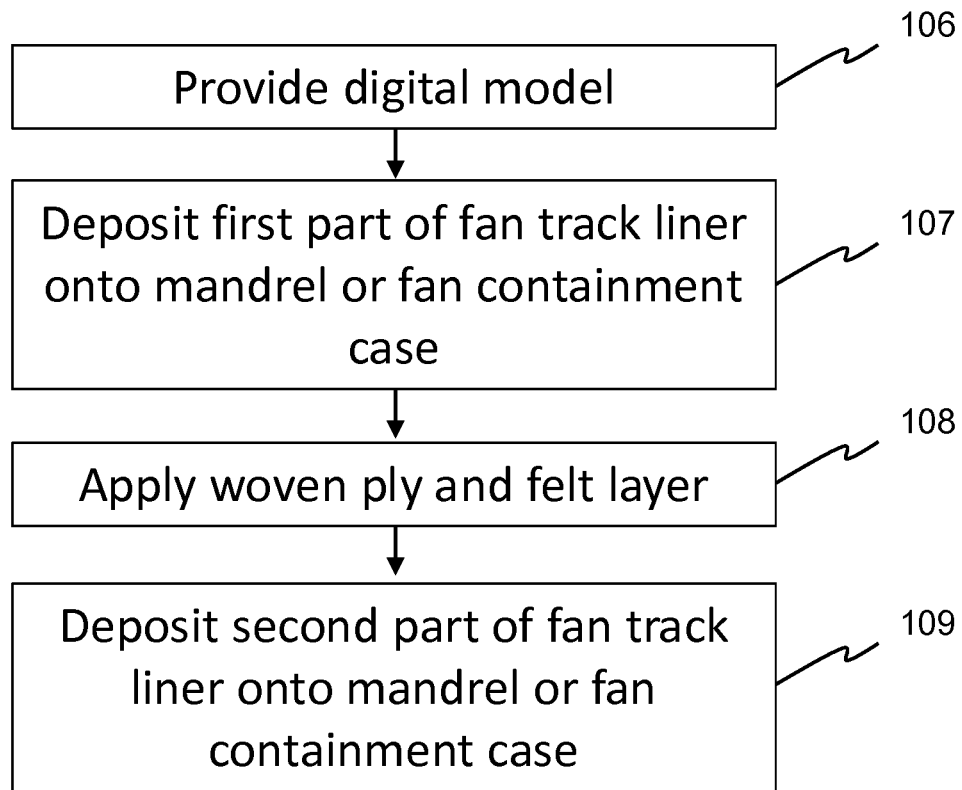 106
Provide digital model
107
Deposit first part of fan track liner
onto mandrel or fan containment
case
108
Apply woven ply and felt layer
109
Deposit second part of fan track
liner onto mandrel or fan
containment case